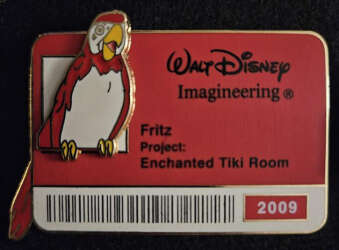 Walt Disney
Imagineering ®
Fritz
Project:
Enchanted Tiki Room
2009